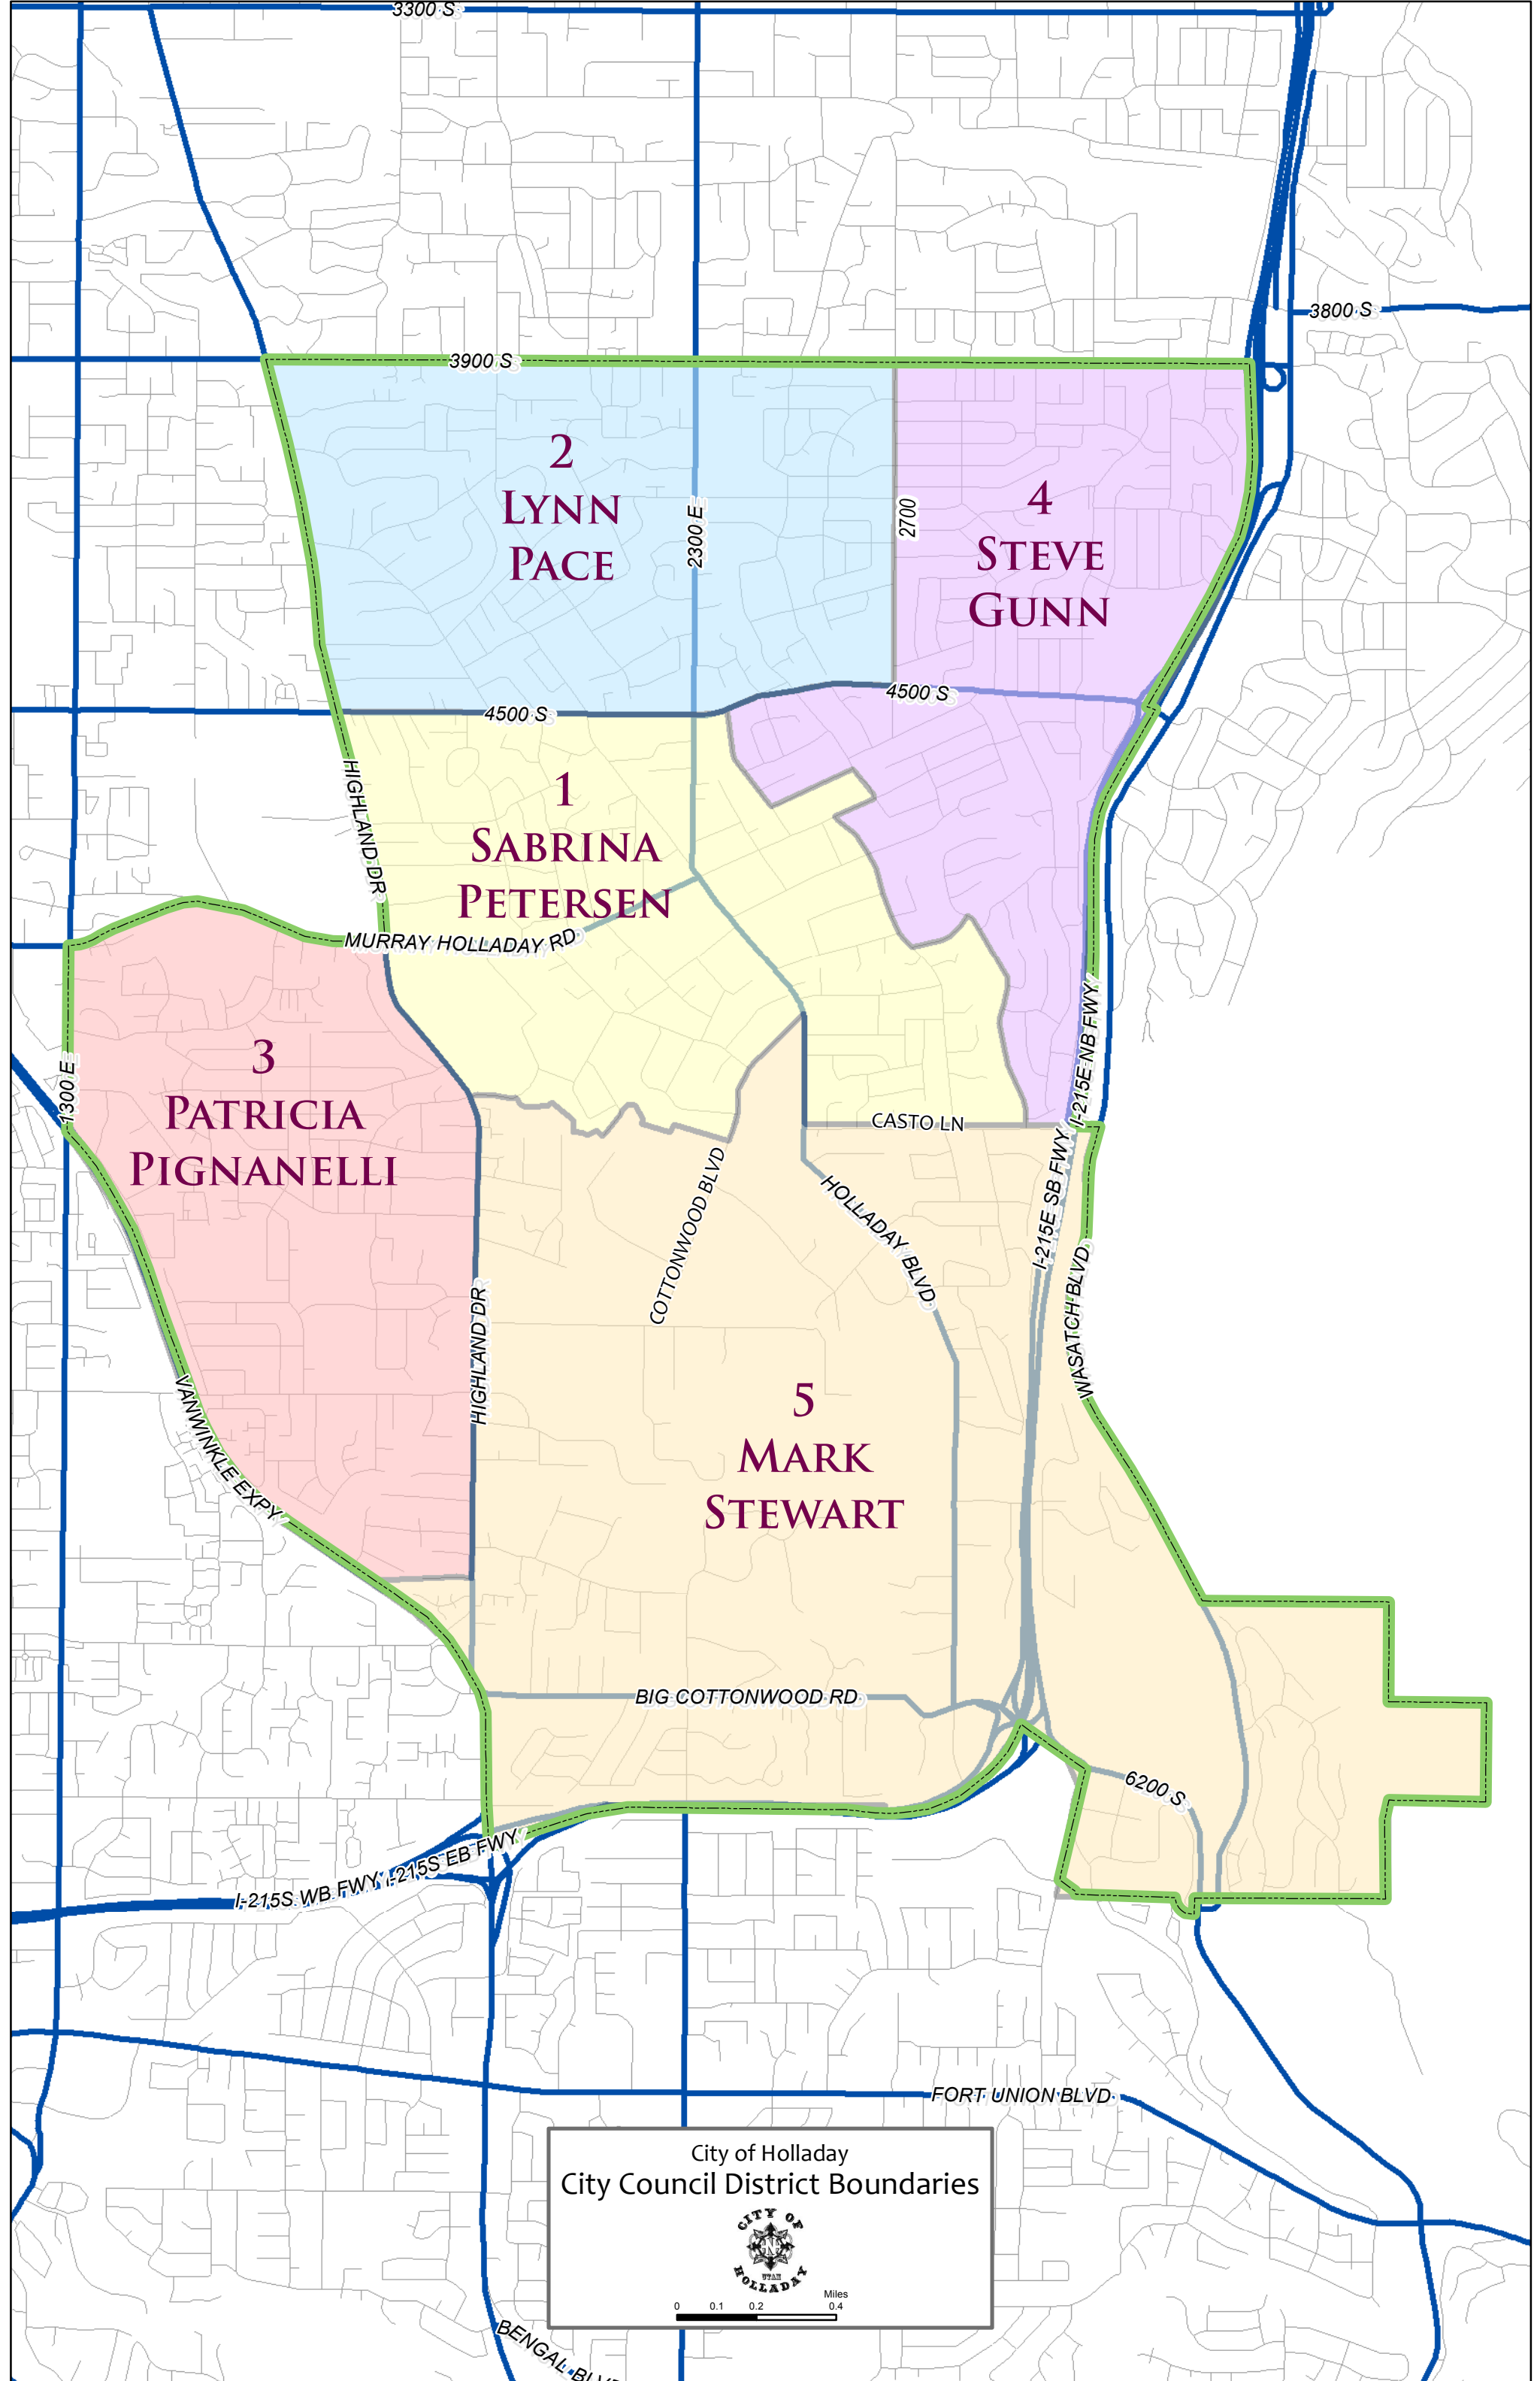 3300 S
3800 S
3900 S
2
LYNN
PACE
2300 E
2700
4
STEVE
GUNN
4500 S
4500 S
HIGHLAND DR
1
SABRINA
PETERSEN
MURRAY HOLLADAY RD
I-215E NB FWY
3
PATRICIA
PIGNANELLI
1300 E
CASTO LN
COTTONWOOD BLVD
HOLLADAY BLVD
I-215E SB FWY
WASATCH BLVD
HIGHLAND DR
VANWINKLE EXPY
5
MARK
STEWART
BIG COTTONWOOD RD
6200 S
I-215S WB FWY
I-215S EB FWY
FORT UNION BLVD
City of Holladay
City Council District Boundaries
CITY OF
N
UTAH
HOLLADAY
Miles
0 0.1 0.2 0.4
BENGAL BLVD